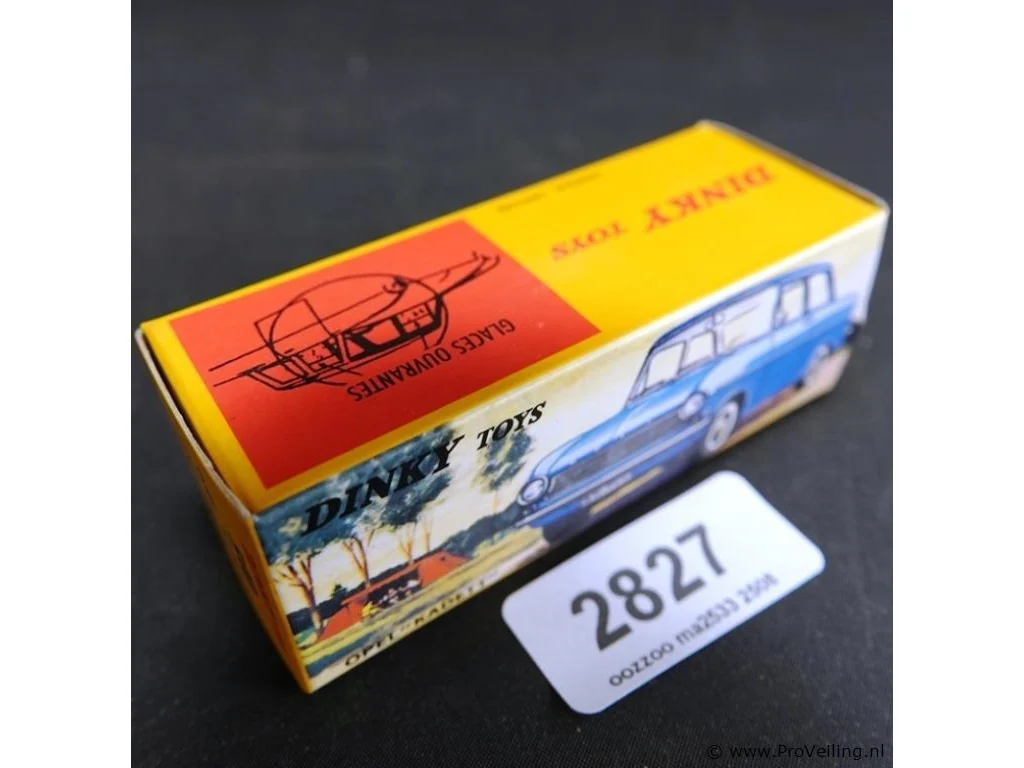 DINKY TOYS
GLACES OUVRANTES
DINKY TOYS
OPEL "KADETT"
2827
oozzoo ma2533 2508
© www.ProVeiling.nl